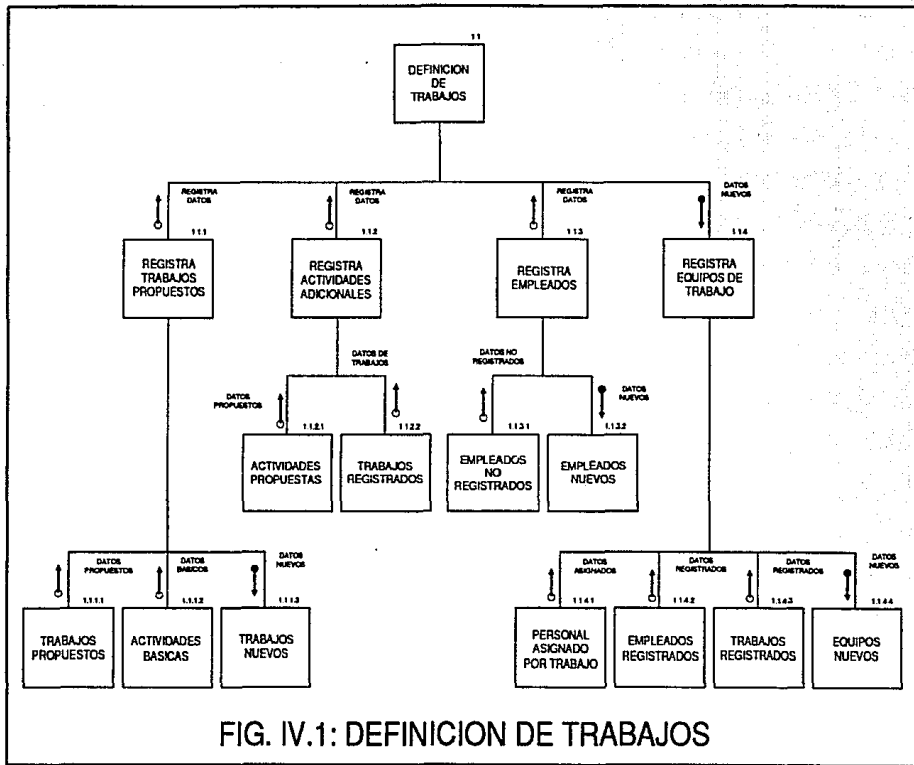 1.1
DEFINICION
DE
TRABAJOS
REGISTRA
DATOS
REGISTRA
DATOS
REGISTRA
DATOS
DATOS
NUEVOS
1.1.1
REGISTRA
TRABAJOS
PROPUESTOS
1.1.2
REGISTRA
ACTIVIDADES
ADICIONALES
1.1.3
REGISTRA
EMPLEADOS
1.1.4
REGISTRA
EQUIPOS DE
TRABAJO
DATOS DE
TRABAJOS
DATOS
PROPUESTOS
DATOS NO
REGISTRADOS
DATOS
NUEVOS
1.1.2.1
ACTIVIDADES
PROPUESTAS
1.1.2.2
TRABAJOS
REGISTRADOS
1.1.3.1
EMPLEADOS
NO
REGISTRADOS
1.1.3.2
EMPLEADOS
NUEVOS
DATOS
PROPUESTOS
DATOS
BASICOS
DATOS
NUEVOS
DATOS
ASIGNADOS
DATOS
REGISTRADOS
DATOS
REGISTRADOS
DATOS
NUEVOS
1.1.1.1
TRABAJOS
PROPUESTOS
1.1.1.2
ACTIVIDADES
BASICAS
1.1.1.3
TRABAJOS
NUEVOS
1.1.4.1
PERSONAL
ASIGNADO
POR TRABAJO
1.1.4.2
EMPLEADOS
REGISTRADOS
1.1.4.3
TRABAJOS
REGISTRADOS
1.1.4.4
EQUIPOS
NUEVOS
FIG. IV.1: DEFINICION DE TRABAJOS